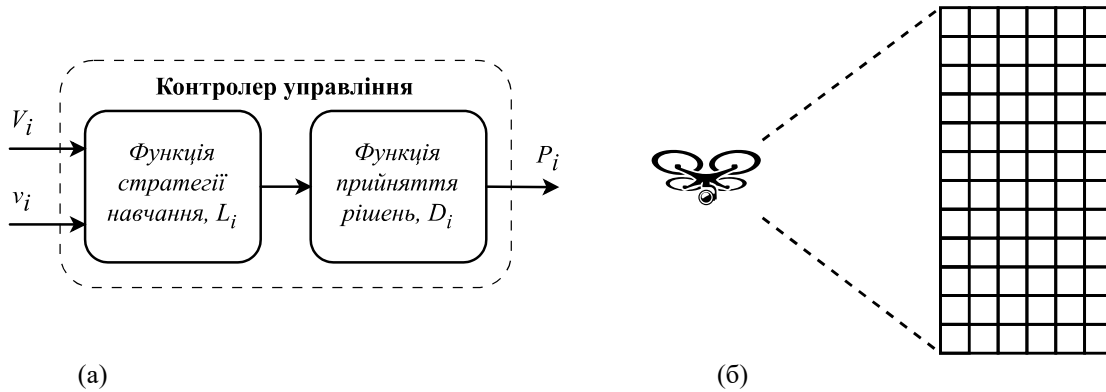 Контролер управління
V_i
v_i
Функція
стратегії
навчання, L_i
Функція
прийняття
рішень, D_i
P_i
(а)
(б)